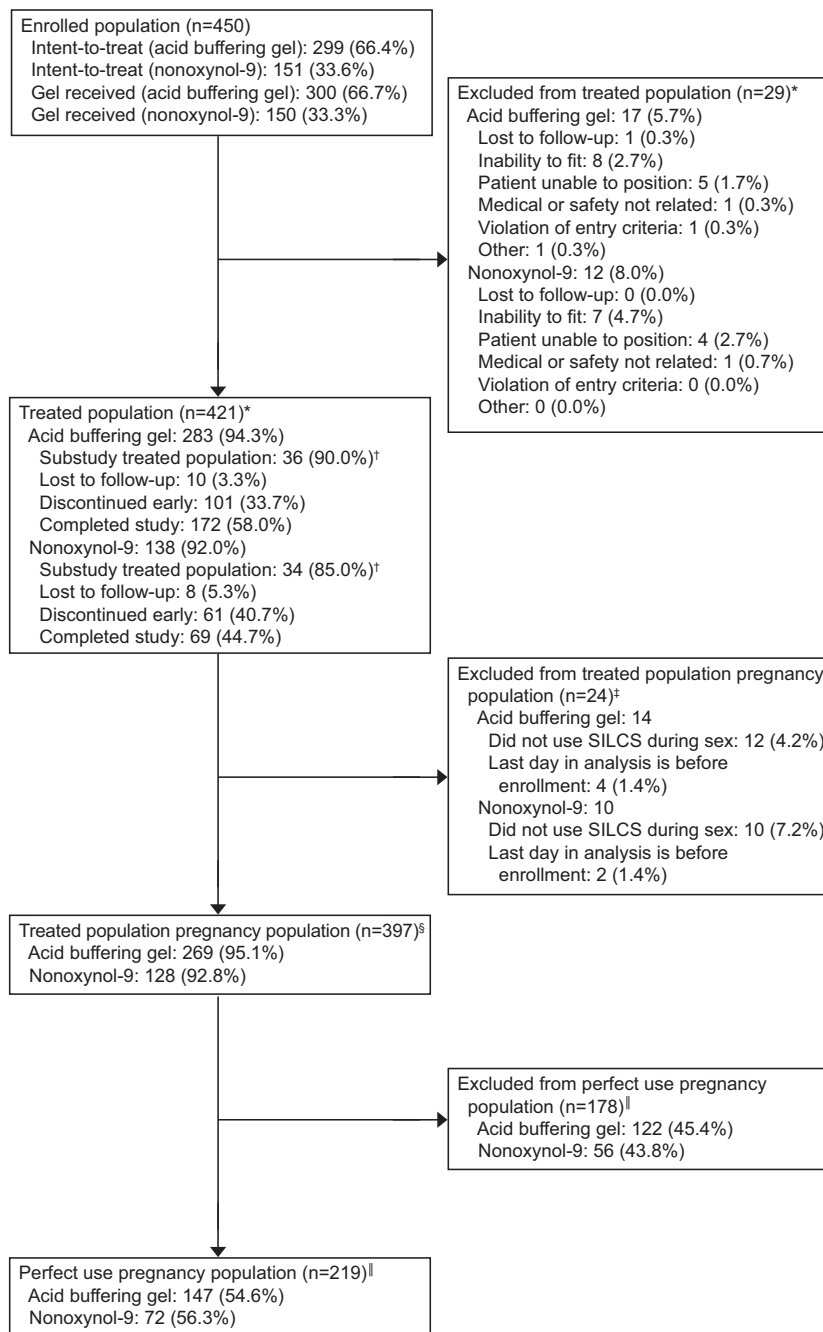 Enrolled population (n=450)
Intent-to-treat (acid buffering gel): 299 (66.4%)
Intent-to-treat (nonoxynol-9): 151 (33.6%)
Gel received (acid buffering gel): 300 (66.7%)
Gel received (nonoxynol-9): 150 (33.3%)
Excluded from treated population (n=29)*
Acid buffering gel: 17 (5.7%)
Lost to follow-up: 1 (0.3%)
Inability to fit: 8 (2.7%)
Patient unable to position: 5 (1.7%)
Medical or safety not related: 1 (0.3%)
Violation of entry criteria: 1 (0.3%)
Other: 1 (0.3%)
Nonoxynol-9: 12 (8.0%)
Lost to follow-up: 0 (0.0%)
Inability to fit: 7 (4.7%)
Patient unable to position: 4 (2.7%)
Medical or safety not related: 1 (0.7%)
Violation of entry criteria: 0 (0.0%)
Other: 0 (0.0%)
Treated population (n=421)*
Acid buffering gel: 283 (94.3%)
Substudy treated population: 36 (90.0%)†
Lost to follow-up: 10 (3.3%)
Discontinued early: 101 (33.7%)
Completed study: 172 (58.0%)
Nonoxynol-9: 138 (92.0%)
Substudy treated population: 34 (85.0%)†
Lost to follow-up: 8 (5.3%)
Discontinued early: 61 (40.7%)
Completed study: 69 (44.7%)
Excluded from treated population pregnancy
population (n=24)‡
Acid buffering gel: 14
Did not use SILCS during sex: 12 (4.2%)
Last day in analysis is before
enrollment: 4 (1.4%)
Nonoxynol-9: 10
Did not use SILCS during sex: 10 (7.2%)
Last day in analysis is before
enrollment: 2 (1.4%)
Treated population pregnancy population (n=397)§
Acid buffering gel: 269 (95.1%)
Nonoxynol-9: 128 (92.8%)
Excluded from perfect use pregnancy
population (n=178)‖
Acid buffering gel: 122 (45.4%)
Nonoxynol-9: 56 (43.8%)
Perfect use pregnancy population (n=219)‖
Acid buffering gel: 147 (54.6%)
Nonoxynol-9: 72 (56.3%)